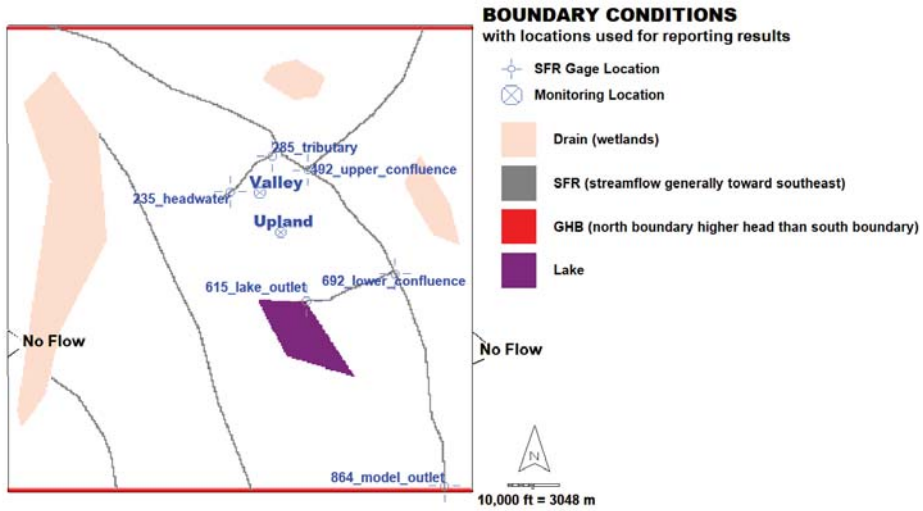 BOUNDARY CONDITIONS
with locations used for reporting results
SFR Gage Location
Monitoring Location
Drain (wetlands)
SFR (streamflow generally toward southeast)
GHB (north boundary higher head than south boundary)
Lake
285_tributary
492_upper_confluence
Valley
235_headwater
Upland
692_lower_confluence
615_lake_outlet
No Flow
No Flow
864_model_outlet
N
10,000 ft = 3048 m